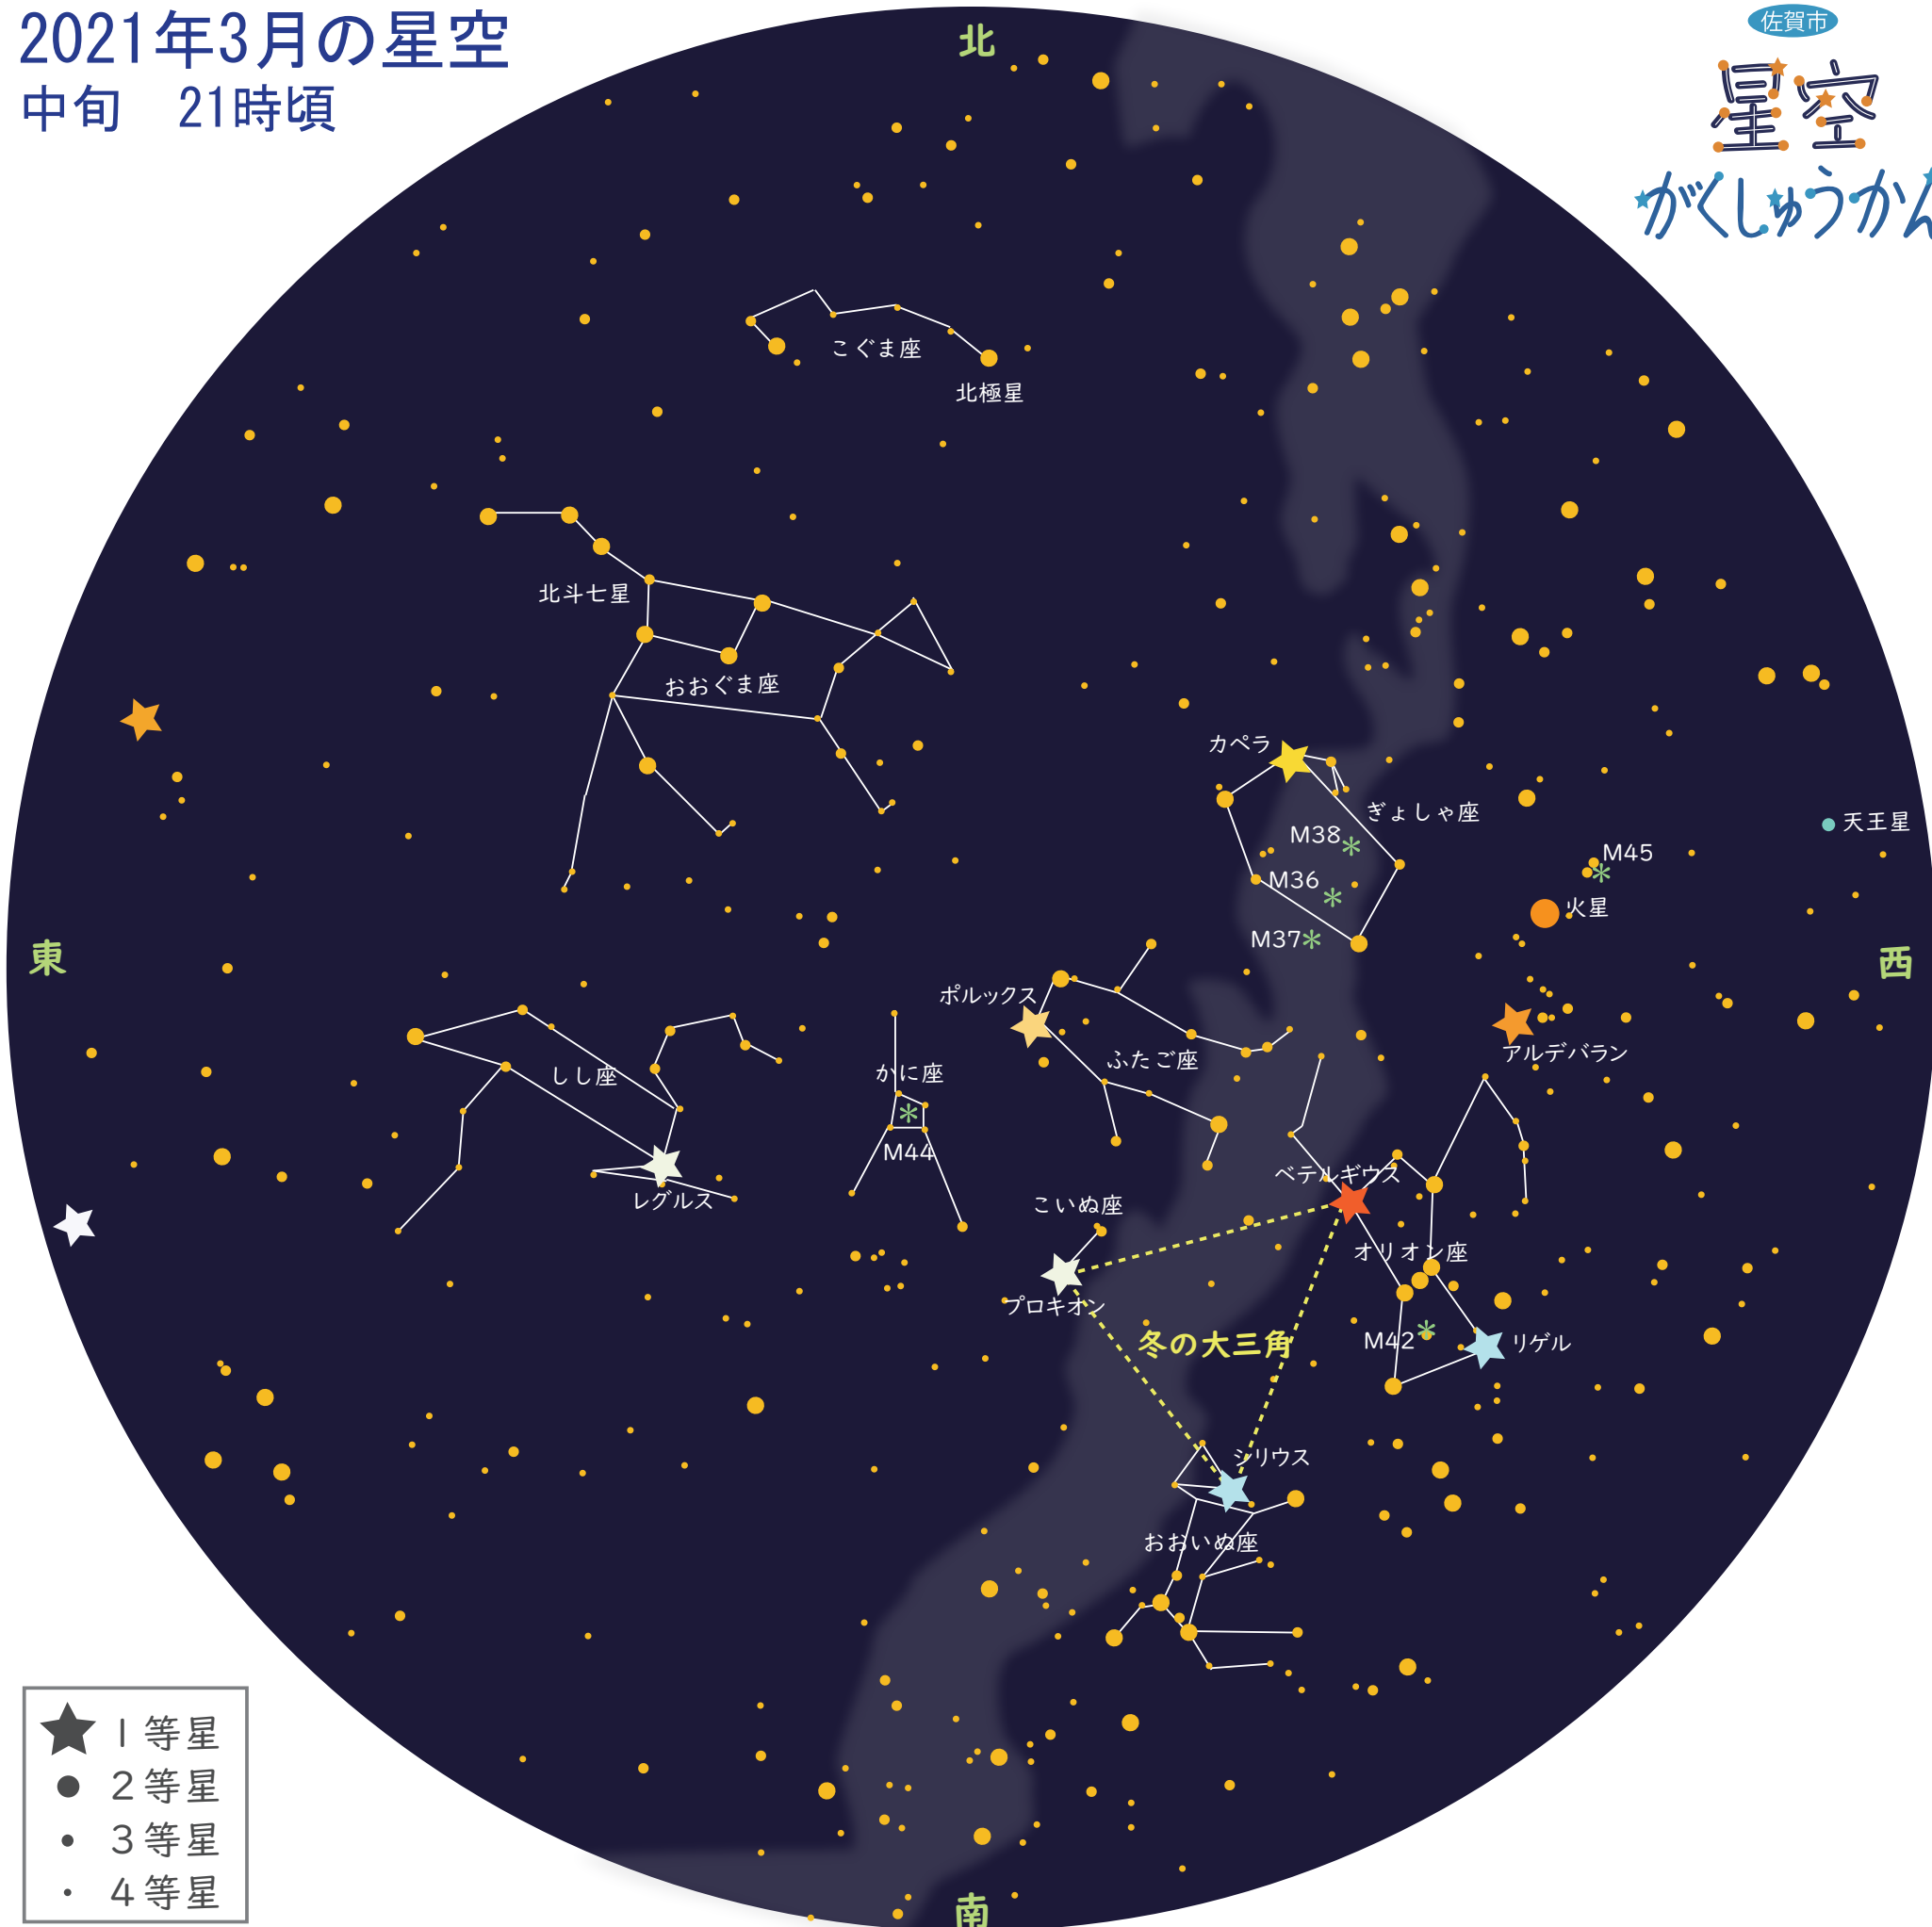 2021年3月の星空
中旬　21時頃
佐賀市
星空
がくしゅうかん
北
こぐま座
北極星
北斗七星
おおぐま座
カペラ
ぎょしゃ座
M38
M36
M37
天王星
M45
火星
東
西
ポルックス
ふたご座
アルデバラン
しし座
かに座
M44
レグルス
ベテルギウス
こいぬ座
オリオン座
プロキオン
冬の大三角
M42
リゲル
シリウス
おおいぬ座
1等星
2等星
3等星
4等星
南